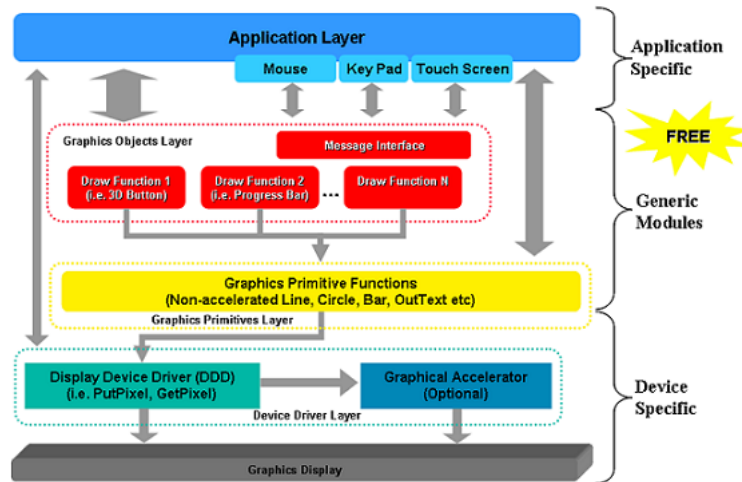 Application Layer
Mouse
Key Pad
Touch Screen
Application
Specific
FREE
Graphics Objects Layer
Message Interface
Draw Function 1
(i.e. 3D Button)
Draw Function 2
(i.e. Progress Bar)
...
Draw Function N
Generic
Modules
Graphics Primitive Functions
(Non-accelerated Line, Circle, Bar, OutText etc)
Graphics Primitives Layer
Display Device Driver (DDD)
(i.e. PutPixel, GetPixel)
Graphical Accelerator
(Optional)
Device Driver Layer
Device
Specific
Graphics Display